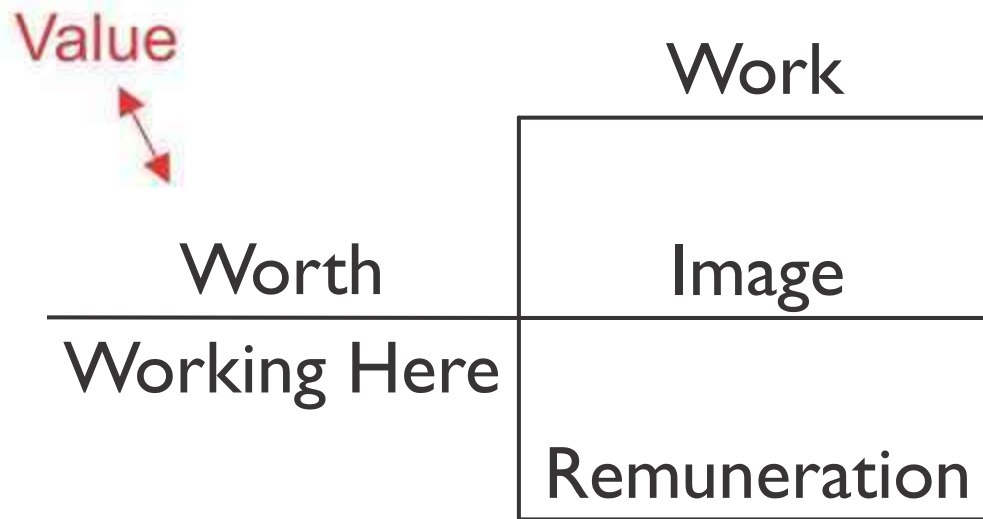 Value
Work
Worth
Image
Working Here
Remuneration